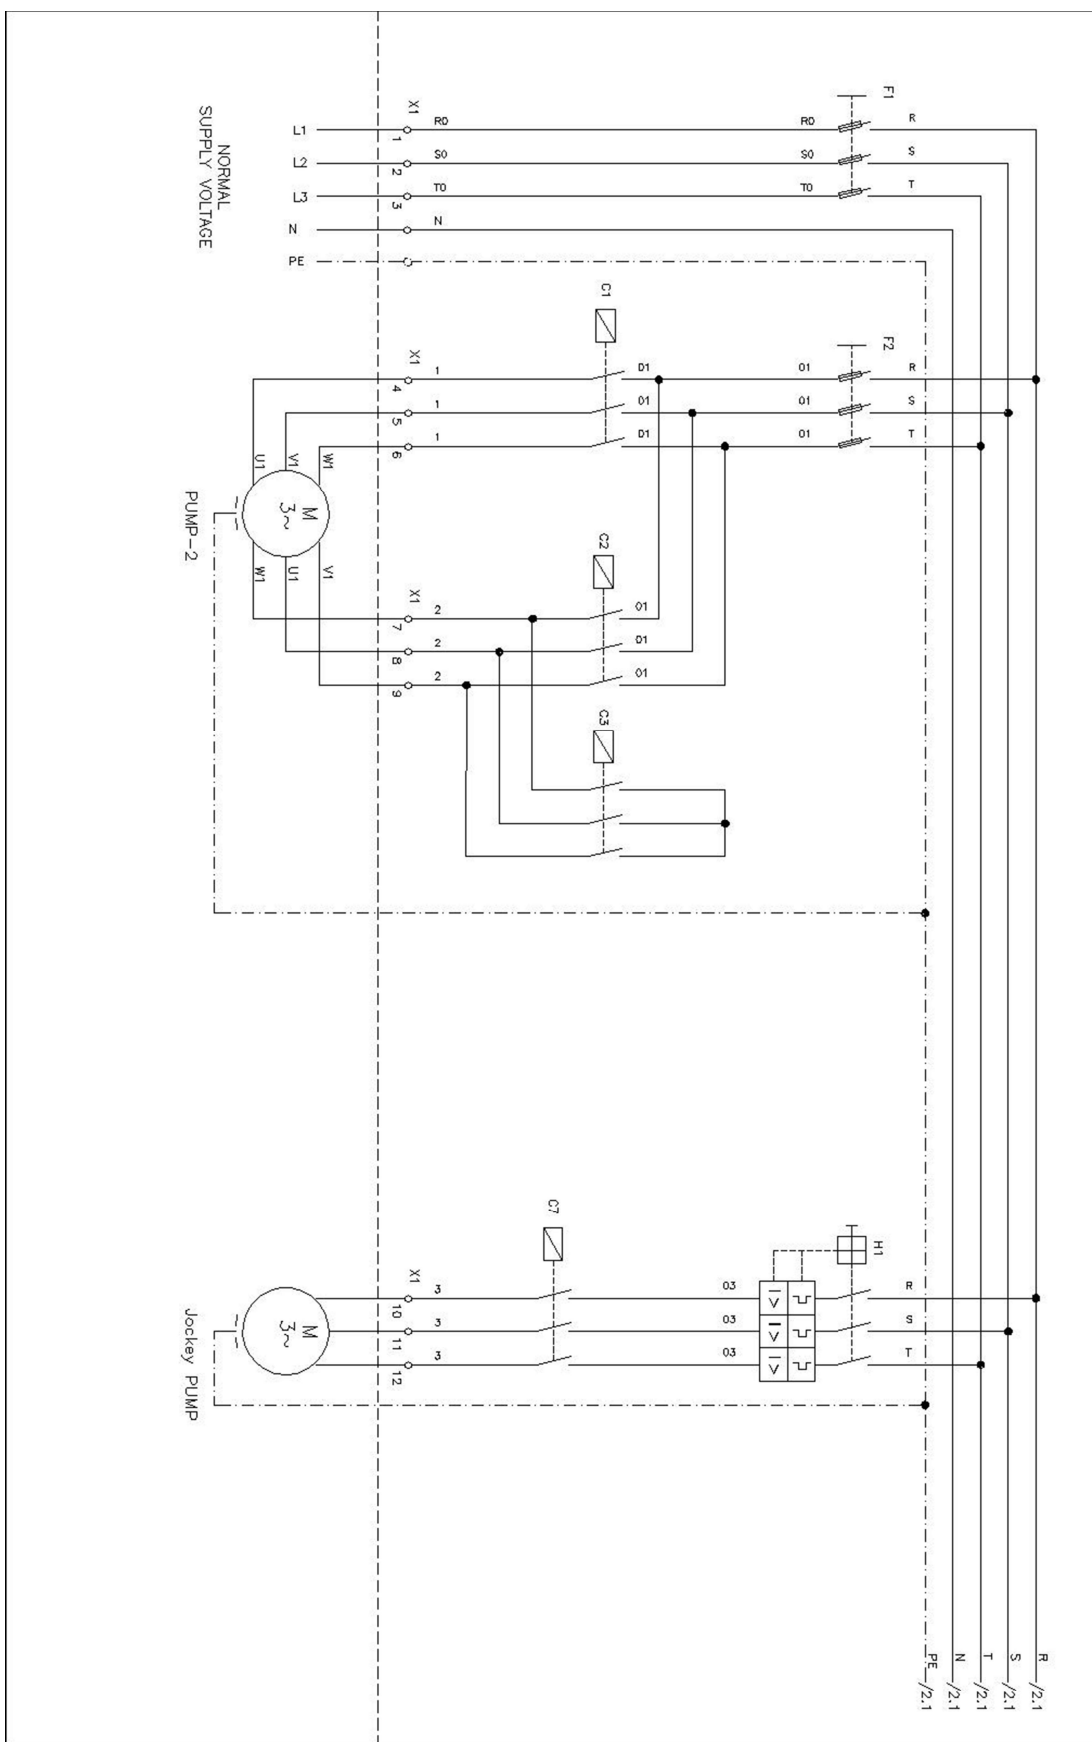 F1
X1
L1
1
R0
R0
R
L2
2
S0
S0
S
L3
3
T0
T0
T
N
N
PE
NORMAL
SUPPLY VOLTAGE
C1
F2
X1
4
1
01
01
R
5
1
01
01
S
6
1
01
01
T
U1
V1
W1
M
3~
PUMP-2
W1
U1
V1
C2
X1
7
2
01
8
2
01
9
2
01
C3
C7
H1
X1
10
3
03
I>
R
11
3
03
I>
S
12
3
03
I>
T
M
3~
Jockey PUMP
PE
N
T
S
R
/2.1
/2.1
/2.1
/2.1
/2.1